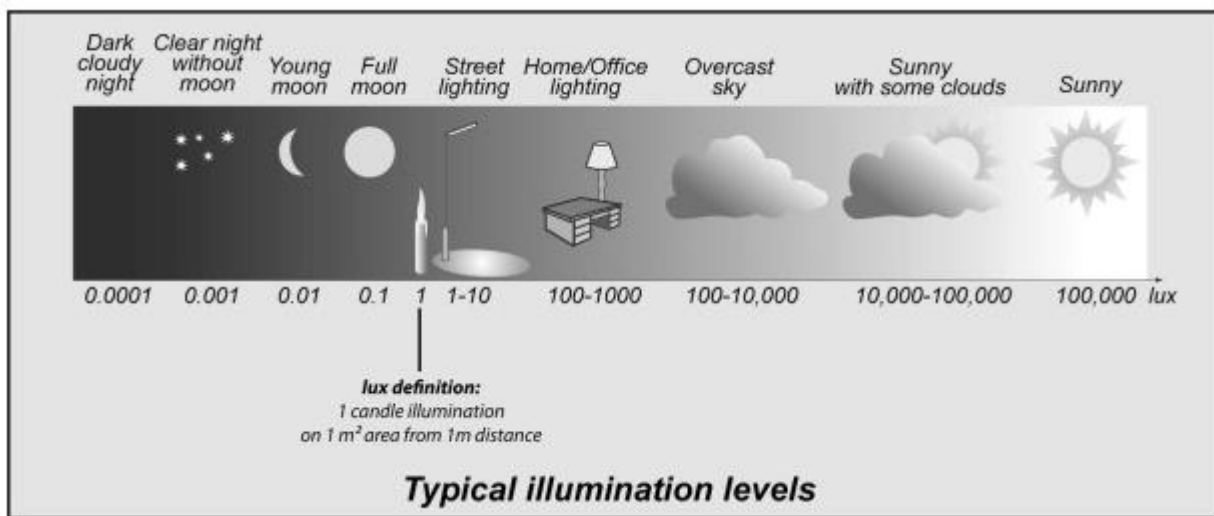 Dark cloudy night
Clear night without moon
Young moon
Full moon
Street lighting
Home/Office lighting
Overcast sky
Sunny with some clouds
Sunny
0.0001 0.001 0.01 0.1 1 1-10 100-1000 100-10,000 10,000-100,000 100,000 lux
lux definition:
1 candle illumination
on 1 m² area from 1m distance
Typical illumination levels